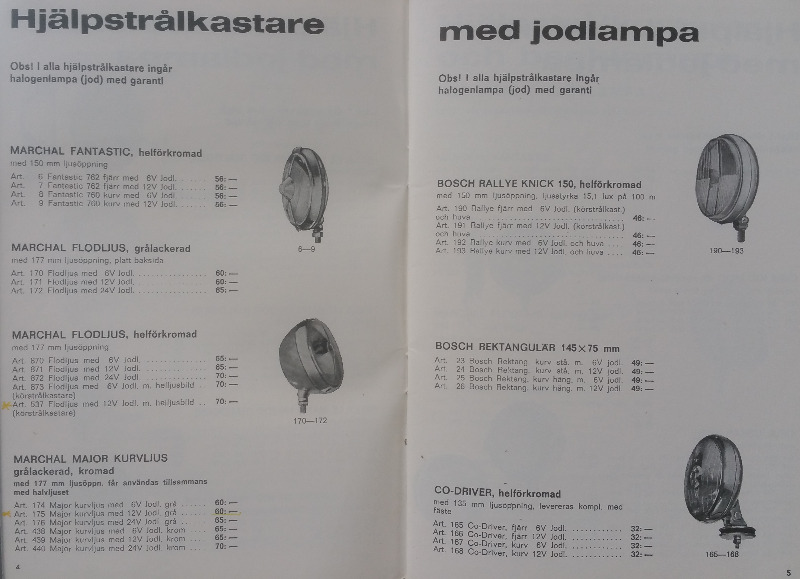 Hjälpstrålkastare
Obs! I alla hjälpstrålkastare ingår
halogenlampa (jod) med garanti
MARCHAL FANTASTIC, helförkromad
med 150 mm ljusöppning
Art. 6 Fantastic 762 fjärr med 6V Jodl. 56:—
Art. 7 Fantastic 762 fjärr med 12V Jodl. 56:—
Art. 8 Fantastic 760 kurv med 6V Jodl. 56:—
Art. 9 Fantastic 760 kurv med 12V Jodl. 56:—
6—9
MARCHAL FLODLJUS, grålackerad
med 177 mm ljusöppning, platt baksida
Art. 170 Flodljus med 6V Jodl. 60:—
Art. 171 Flodljus med 12V Jodl. 60:—
Art. 172 Flodljus med 24V Jodl. 65:—
MARCHAL FLODLJUS, helförkromad
med 177 mm ljusöppning
Art. 870 Flodljus med 6V jodl. 65:—
Art. 871 Flodljus med 12V jodl. 65:—
Art. 872 Flodljus med 24V Jodl 70:—
Art. 873 Flodljus med 6V Jodl. m. helljusbild 70:—
(körstrålkastare)
Art. 537 Flodljus med 12V Jodl. m. helljusbild 70:—
(körstrålkastare)
170—172
MARCHAL MAJOR KURVLJUS
grålackerad, kromad
med 177 mm ljusöppn. får användas tillsammans
med halvljuset
Art. 174 Major kurvljus med 6V Jodl. grå 60:—
Art. 175 Major kurvljus med 12V Jodl. grå 60:—
Art. 176 Major kurvljus med 24V Jodl. grå 65:—
Art. 438 Major kurvljus med 6V Jodl. krom 65:—
Art. 439 Major kurvljus med 12V Jodl. krom 65:—
Art. 440 Major kurvljus med 24V Jodl. krom 70:—
4
med jodlampa
Obs! I alla hjälpstrålkastare ingår
halogenlampa (jod) med garanti
BOSCH RALLYE KNICK 150, helförkromad
med 150 mm ljusöppning, ljusstyrka 15,1 lux på 100 m
Art. 190 Rallye fjärr med 6V Jodl. (körstrålkast.)
och huva 46:—
Art. 191 Rallye fjärr med 12V Jodl. (körstrålkast.)
och huva 46:—
Art. 192 Rallye kurv med 6V Jodl. och huva 46:—
Art. 193 Rallye kurv med 12V Jodl. och huva 46:—
190—193
BOSCH REKTANGULÄR 145×75 mm
Art. 23 Bosch Rektang. kurv stå. m. 6V jodl. 49:—
Art. 24 Bosch Rektang. kurv stå. m. 12V jodl. 49:—
Art. 25 Bosch Rektang. kurv häng. m. 6V jodl. 49:—
Art. 26 Bosch Rektang. kurv häng. m. 12V jodl. 49:—
CO-DRIVER, helförkromad
med 135 mm ljusöppning, levereras kompl. med
fäste
Art. 165 Co-Driver, fjärr 6V Jodl. 32:—
Art. 166 Co-Driver, fjärr 12V Jodl. 32:—
Art. 167 Co-Driver, kurv 6V Jodl. 32:—
Art. 168 Co-Driver, kurv 12V Jodl. 32:—
165—168
5